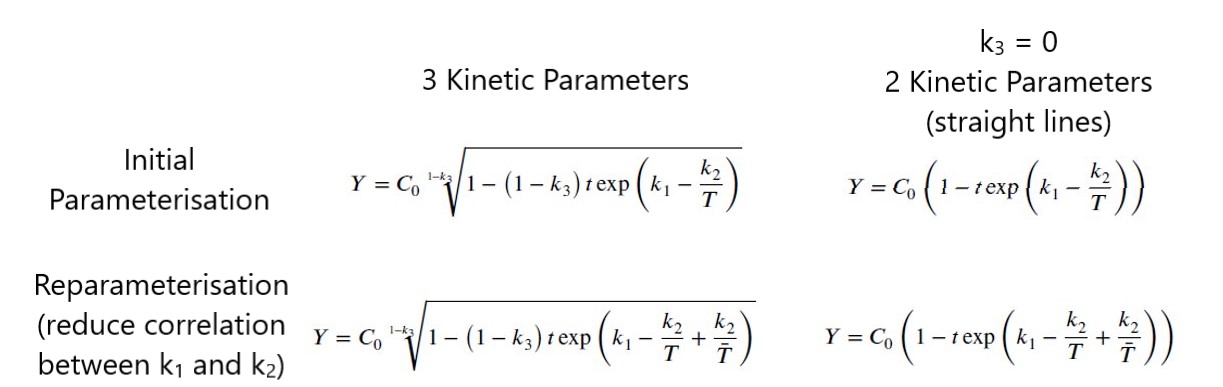 k₃ = 0
3 Kinetic Parameters
2 Kinetic Parameters
(straight lines)
Initial
Parameterisation
Y = C₀ ¹⁻ᵏ³√(1 − (1 − k₃) t exp(k₁ − k₂/T))
Y = C₀ (1 − t exp(k₁ − k₂/T))
Reparameterisation
(reduce correlation
between k₁ and k₂)
Y = C₀ ¹⁻ᵏ³√(1 − (1 − k₃) t exp(k₁ − k₂/T + k₂/T̄))
Y = C₀ (1 − t exp(k₁ − k₂/T + k₂/T̄))